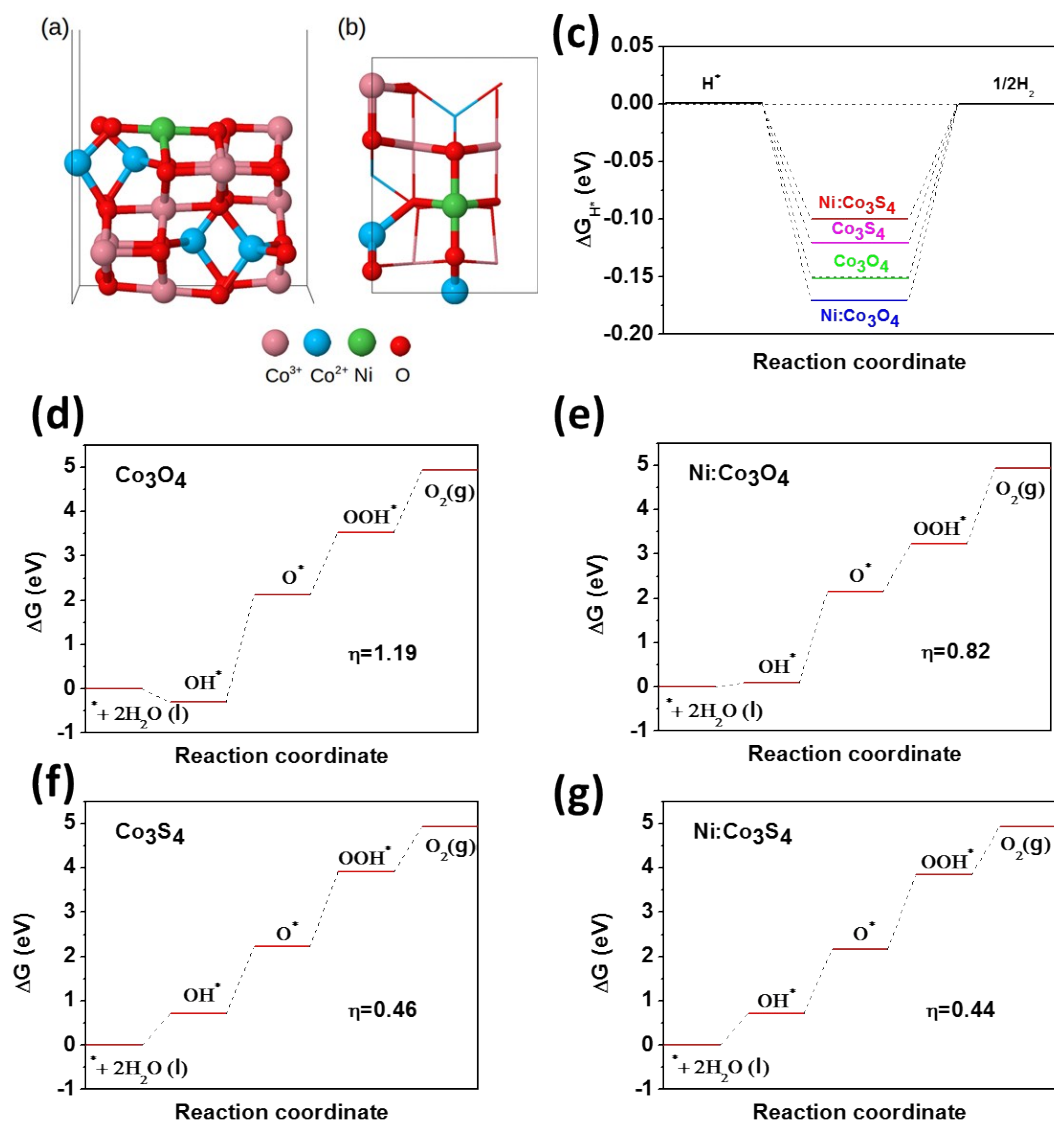 (a)
(b)
Co³⁺ Co²⁺ Ni O
(c)
0.05
0.00
-0.05
-0.10
-0.15
-0.20
ΔG_H* (eV)
H*
1/2H₂
Ni:Co₃S₄
Co₃S₄
Co₃O₄
Ni:Co₃O₄
Reaction coordinate
(d)
5
4
3
2
1
0
-1
ΔG (eV)
Co₃O₄
* + 2H₂O (l)
OH*
O*
OOH*
O₂(g)
η=1.19
Reaction coordinate
(e)
5
4
3
2
1
0
-1
ΔG (eV)
Ni:Co₃O₄
* + 2H₂O (l)
OH*
O*
OOH*
O₂(g)
η=0.82
Reaction coordinate
(f)
5
4
3
2
1
0
-1
ΔG (eV)
Co₃S₄
* + 2H₂O (l)
OH*
O*
OOH*
O₂(g)
η=0.46
Reaction coordinate
(g)
5
4
3
2
1
0
-1
ΔG (eV)
Ni:Co₃S₄
* + 2H₂O (l)
OH*
O*
OOH*
O₂(g)
η=0.44
Reaction coordinate